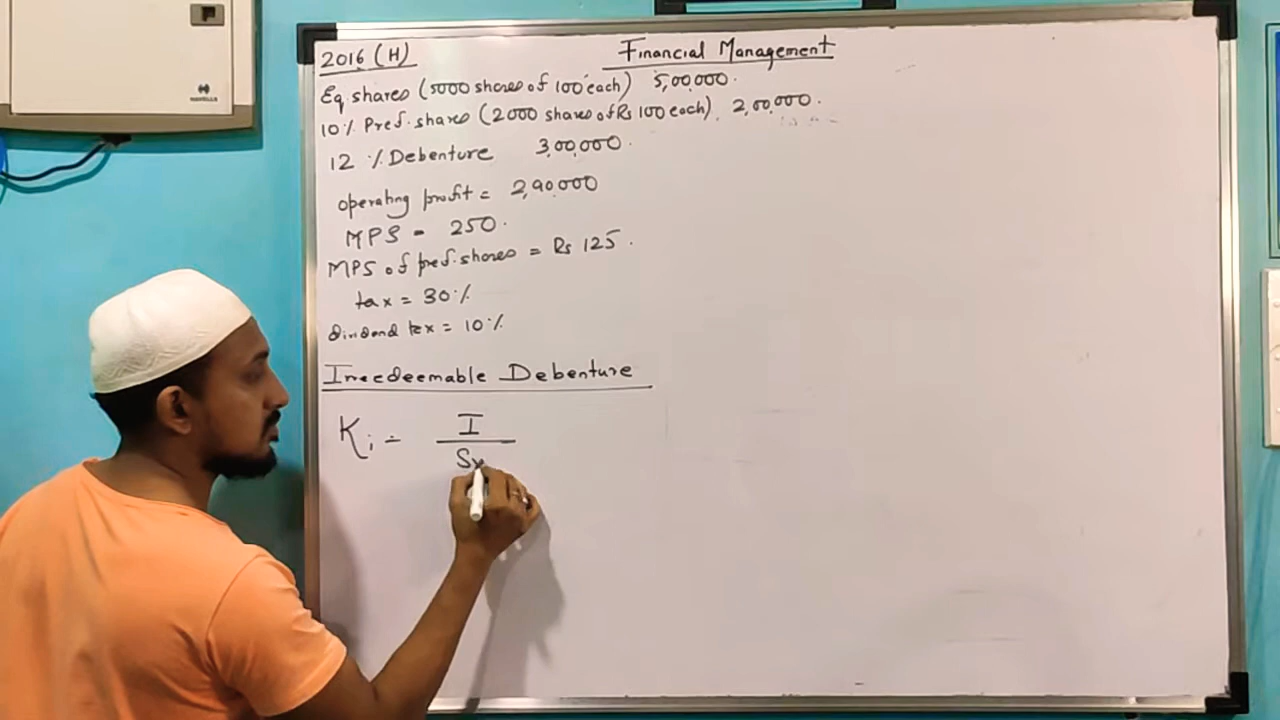 2016 (H)
Financial Management
Eq shares (5000 shares of 100 each) 5,00,000.
10% Pref. shares (2000 shares of Rs 100 each). 2,00,000.
12 % Debenture 3,00,000.
operating profit = 2,90,000
MPS = 250.
MPS of pref. shares = Rs 125.
tax = 30%
dividend tax = 10%
Irredeemable Debenture
Ki =
I
Sv
HAVELLS